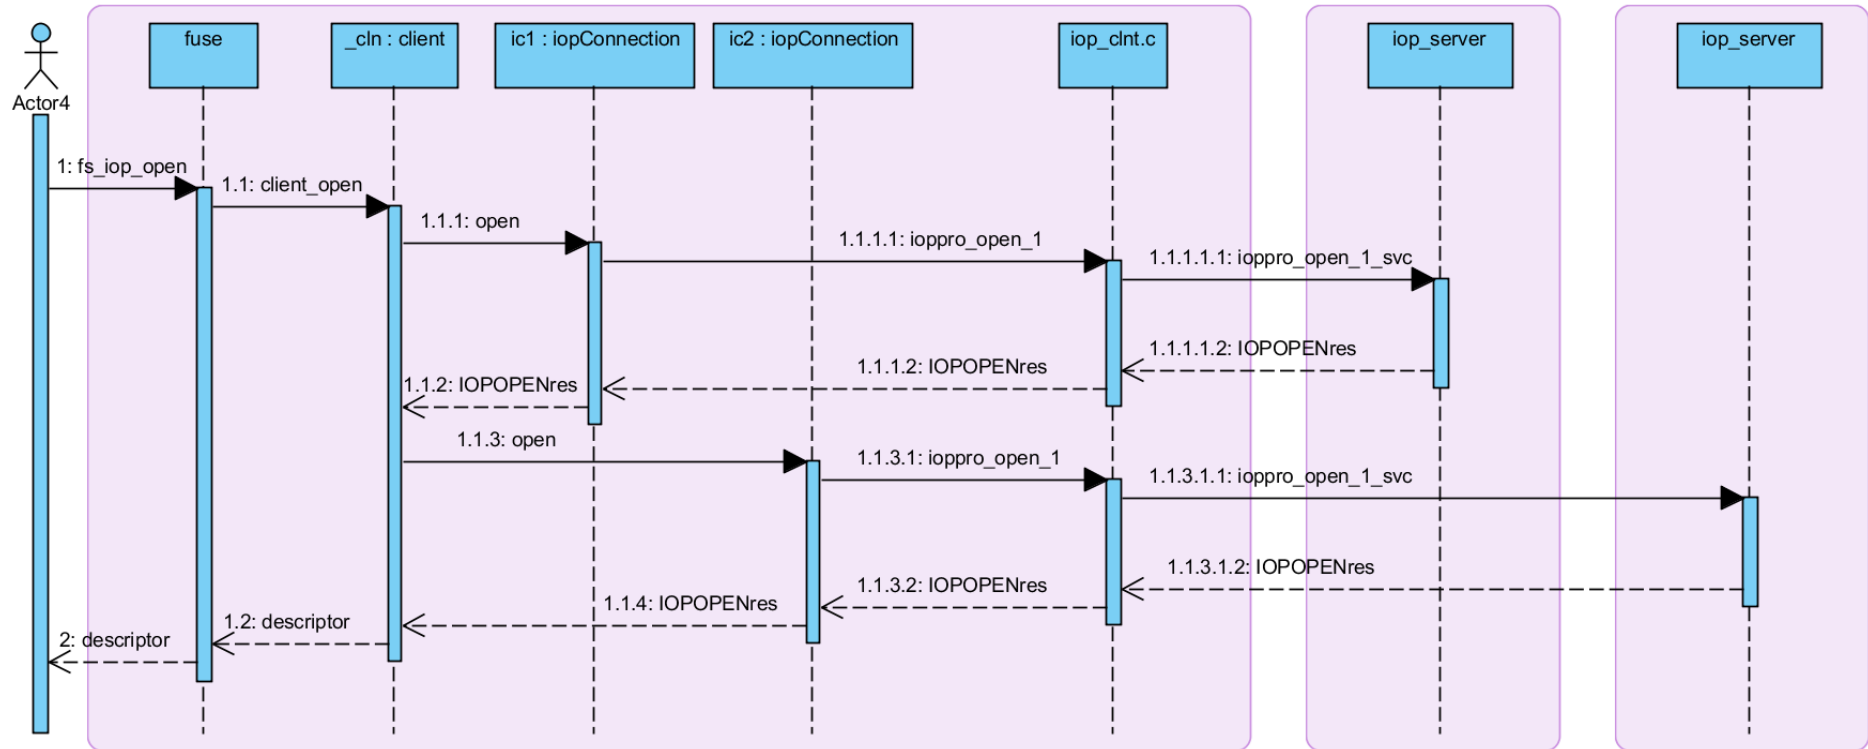 fuse
_cln : client
ic1 : iopConnection
ic2 : iopConnection
iop_clnt.c
iop_server
iop_server
Actor4
1: fs_iop_open
1.1: client_open
1.1.1: open
1.1.1.1: ioppro_open_1
1.1.1.1.1: ioppro_open_1_svc
1.1.1.1.2: IOPOPENres
1.1.1.2: IOPOPENres
1.1.2: IOPOPENres
1.1.3: open
1.1.3.1: ioppro_open_1
1.1.3.1.1: ioppro_open_1_svc
1.1.3.1.2: IOPOPENres
1.1.3.2: IOPOPENres
1.1.4: IOPOPENres
1.2: descriptor
2: descriptor